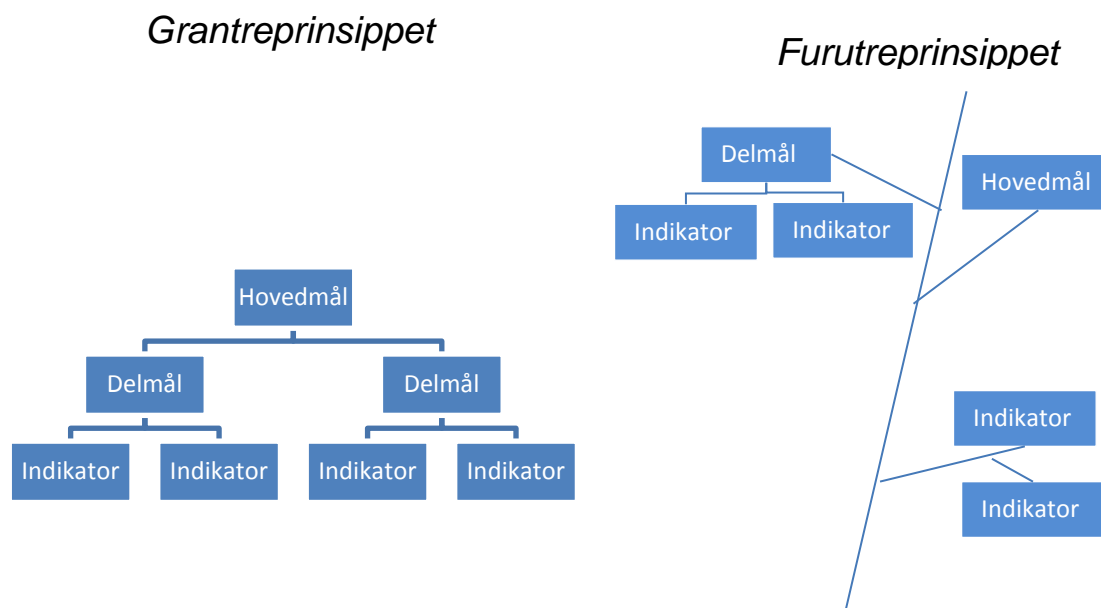 Grantreprinsippet
Hovedmål
Delmål
Delmål
Indikator
Indikator
Indikator
Indikator
Furutreprinsippet
Delmål
Hovedmål
Indikator
Indikator
Indikator
Indikator